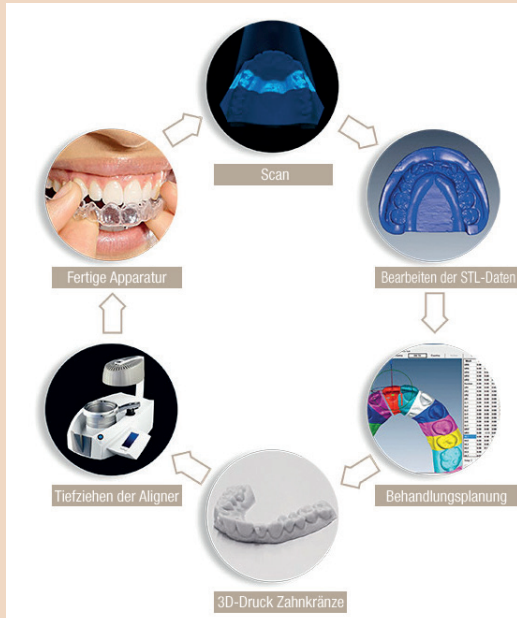 Scan
Bearbeiten der STL-Daten
Behandlungsplanung
3D-Druck Zahnkränze
Tiefziehen der Aligner
Fertige Apparatur